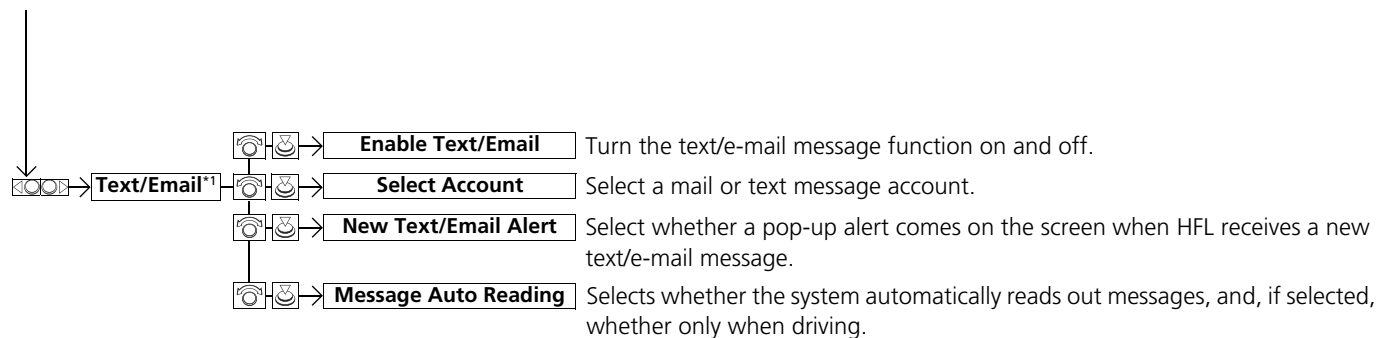 Enable Text/Email Turn the text/e-mail message function on and off.
Text/Email*1 Select Account Select a mail or text message account.
New Text/Email Alert Select whether a pop-up alert comes on the screen when HFL receives a new
text/e-mail message.
Message Auto Reading Selects whether the system automatically reads out messages, and, if selected,
whether only when driving.